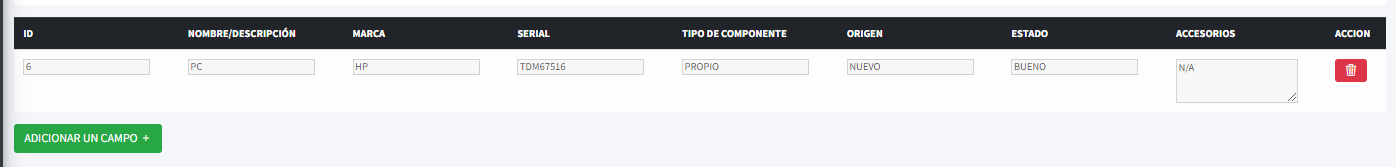 ID NOMBRE/DESCRIPCIÓN MARCA SERIAL TIPO DE COMPONENTE ORIGEN ESTADO ACCESORIOS ACCION
6 PC HP TDM67516 PROPIO NUEVO BUENO N/A
ADICIONAR UN CAMPO +